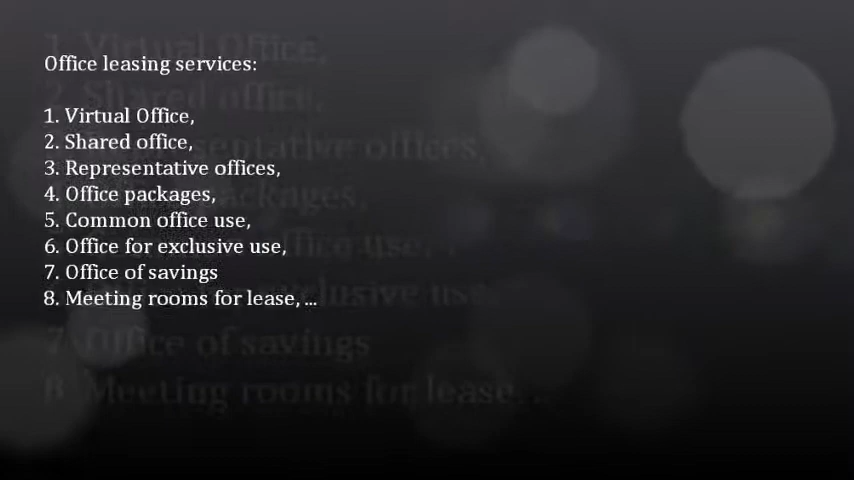 Office leasing services:
1. Virtual Office,
2. Shared office,
3. Representative offices,
4. Office packages,
5. Common office use,
6. Office for exclusive use,
7. Office of savings
8. Meeting rooms for lease, ...